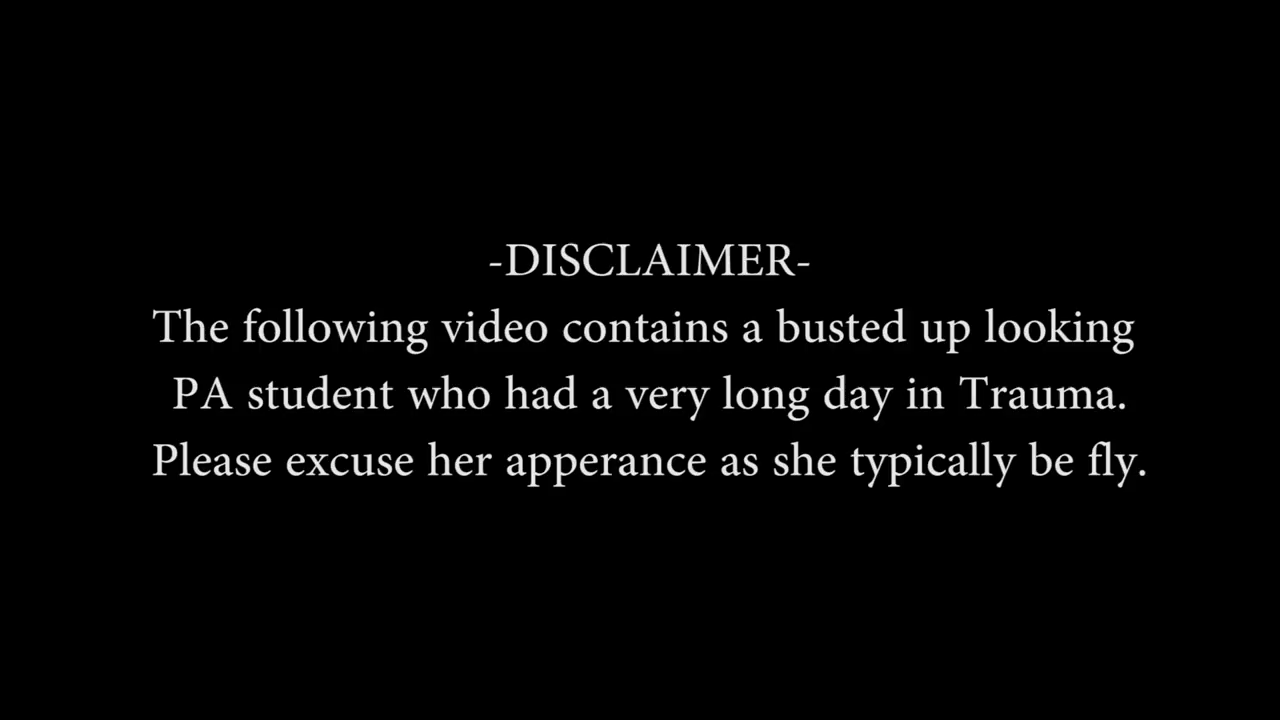 -DISCLAIMER-
The following video contains a busted up looking
PA student who had a very long day in Trauma.
Please excuse her apperance as she typically be fly.